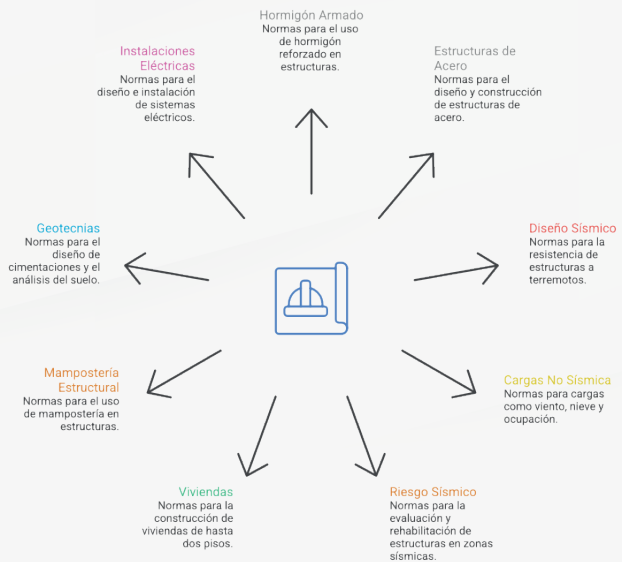 Hormigón Armado
Normas para el uso
de hormigón
reforzado en
estructuras.
Estructuras de
Acero
Normas para el
diseño y construcción
de estructuras de
acero.
Diseño Sísmico
Normas para la
resistencia de
estructuras a
terremotos.
Cargas No Sísmica
Normas para cargas
como viento, nieve y
ocupación.
Riesgo Sísmico
Normas para la
evaluación y
rehabilitación de
estructuras en zonas
sísmicas.
Viviendas
Normas para la
construcción de
viviendas de hasta
dos pisos.
Mampostería
Estructural
Normas para el uso
de mampostería en
estructuras.
Geotecnias
Normas para el
diseño de
cimentaciones y el
análisis del suelo.
Instalaciones
Eléctricas
Normas para el
diseño e instalación
de sistemas
eléctricos.